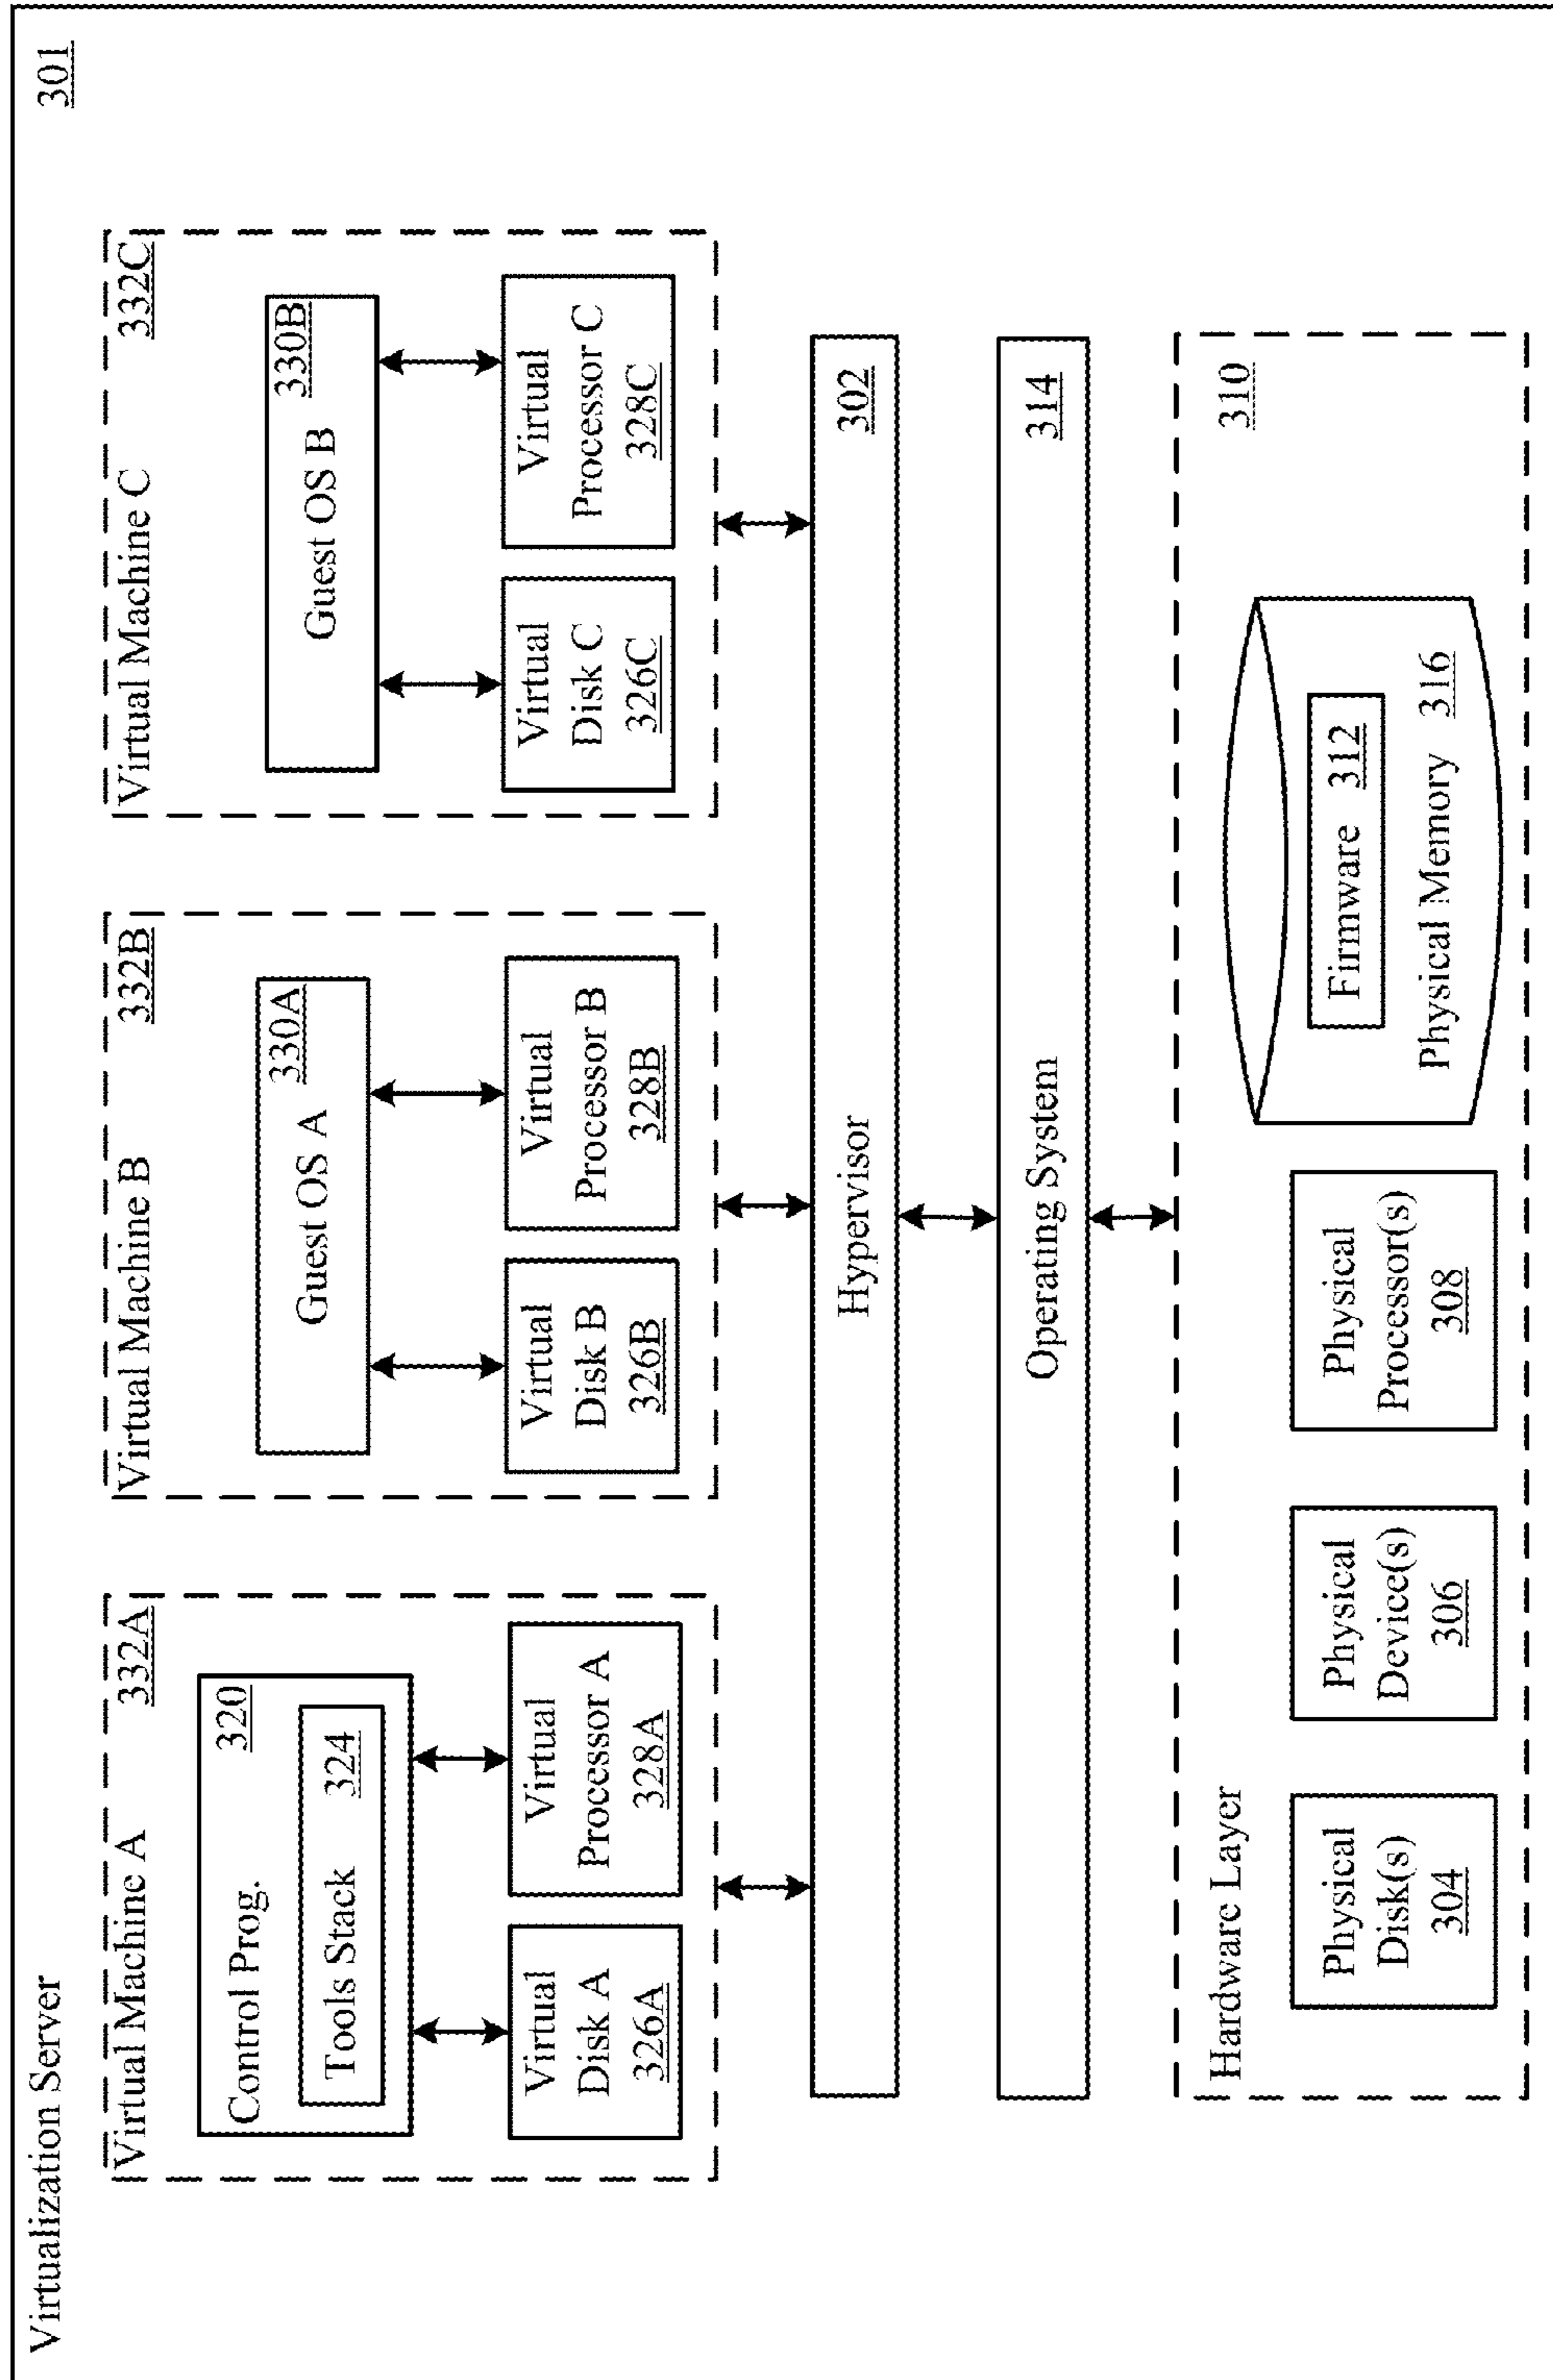 Virtualization Server
301
Virtual Machine A
332A
Control Prog.
320
Tools Stack
324
Virtual
Disk A
326A
Virtual
Processor A
328A
Virtual Machine B
332B
Guest OS A
330A
Virtual
Disk B
326B
Virtual
Processor B
328B
Virtual Machine C
332C
Guest OS B
330B
Virtual
Disk C
326C
Virtual
Processor C
328C
Hypervisor
302
Operating System
314
Hardware Layer
310
Physical
Disk(s)
304
Physical
Device(s)
306
Physical
Processor(s)
308
Firmware 312
Physical Memory 316